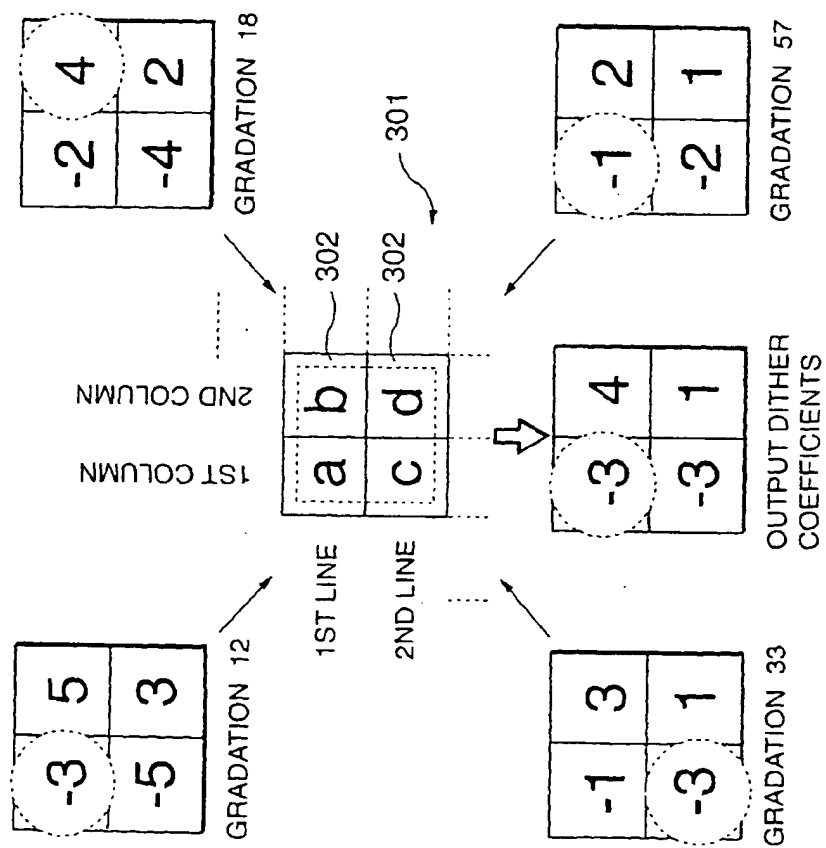 -3 5
-5 3
GRADATION 12
-2 4
-4 2
GRADATION 18
1ST COLUMN
2ND COLUMN
1ST LINE
2ND LINE
a b
c d
302
302
301
-1 3
-3 1
GRADATION 33
-3 4
-3 1
OUTPUT DITHER
COEFFICIENTS
-1 2
-2 1
GRADATION 57